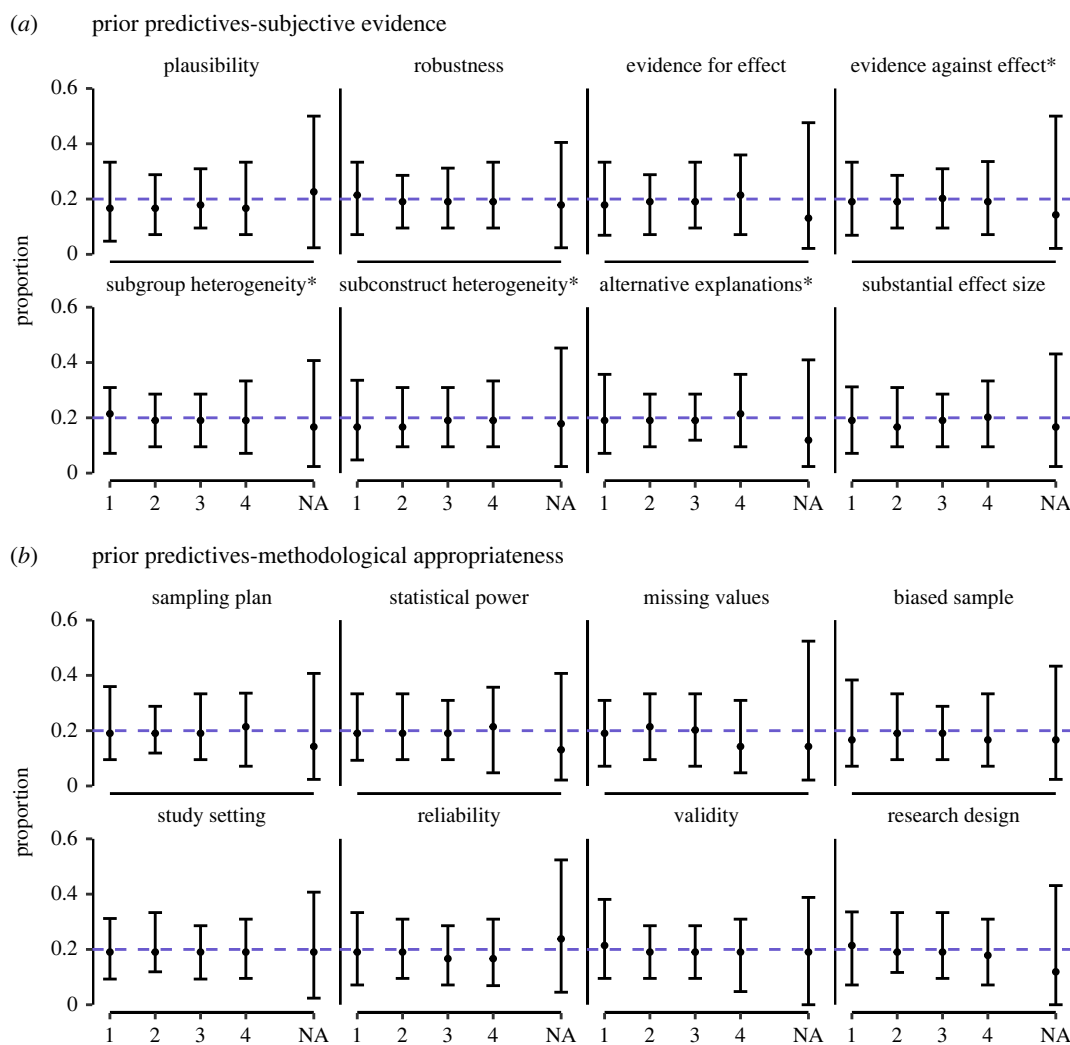 (a) prior predictives-subjective evidence
plausibility robustness evidence for effect evidence against effect*
0.6
0.4
0.2
0
subgroup heterogeneity* subconstruct heterogeneity* alternative explanations* substantial effect size
proportion
0.6
0.4
0.2
0
1 2 3 4 NA 1 2 3 4 NA 1 2 3 4 NA 1 2 3 4 NA
(b) prior predictives-methodological appropriateness
sampling plan statistical power missing values biased sample
0.6
0.4
0.2
0
study setting reliability validity research design
proportion
0.6
0.4
0.2
0
1 2 3 4 NA 1 2 3 4 NA 1 2 3 4 NA 1 2 3 4 NA